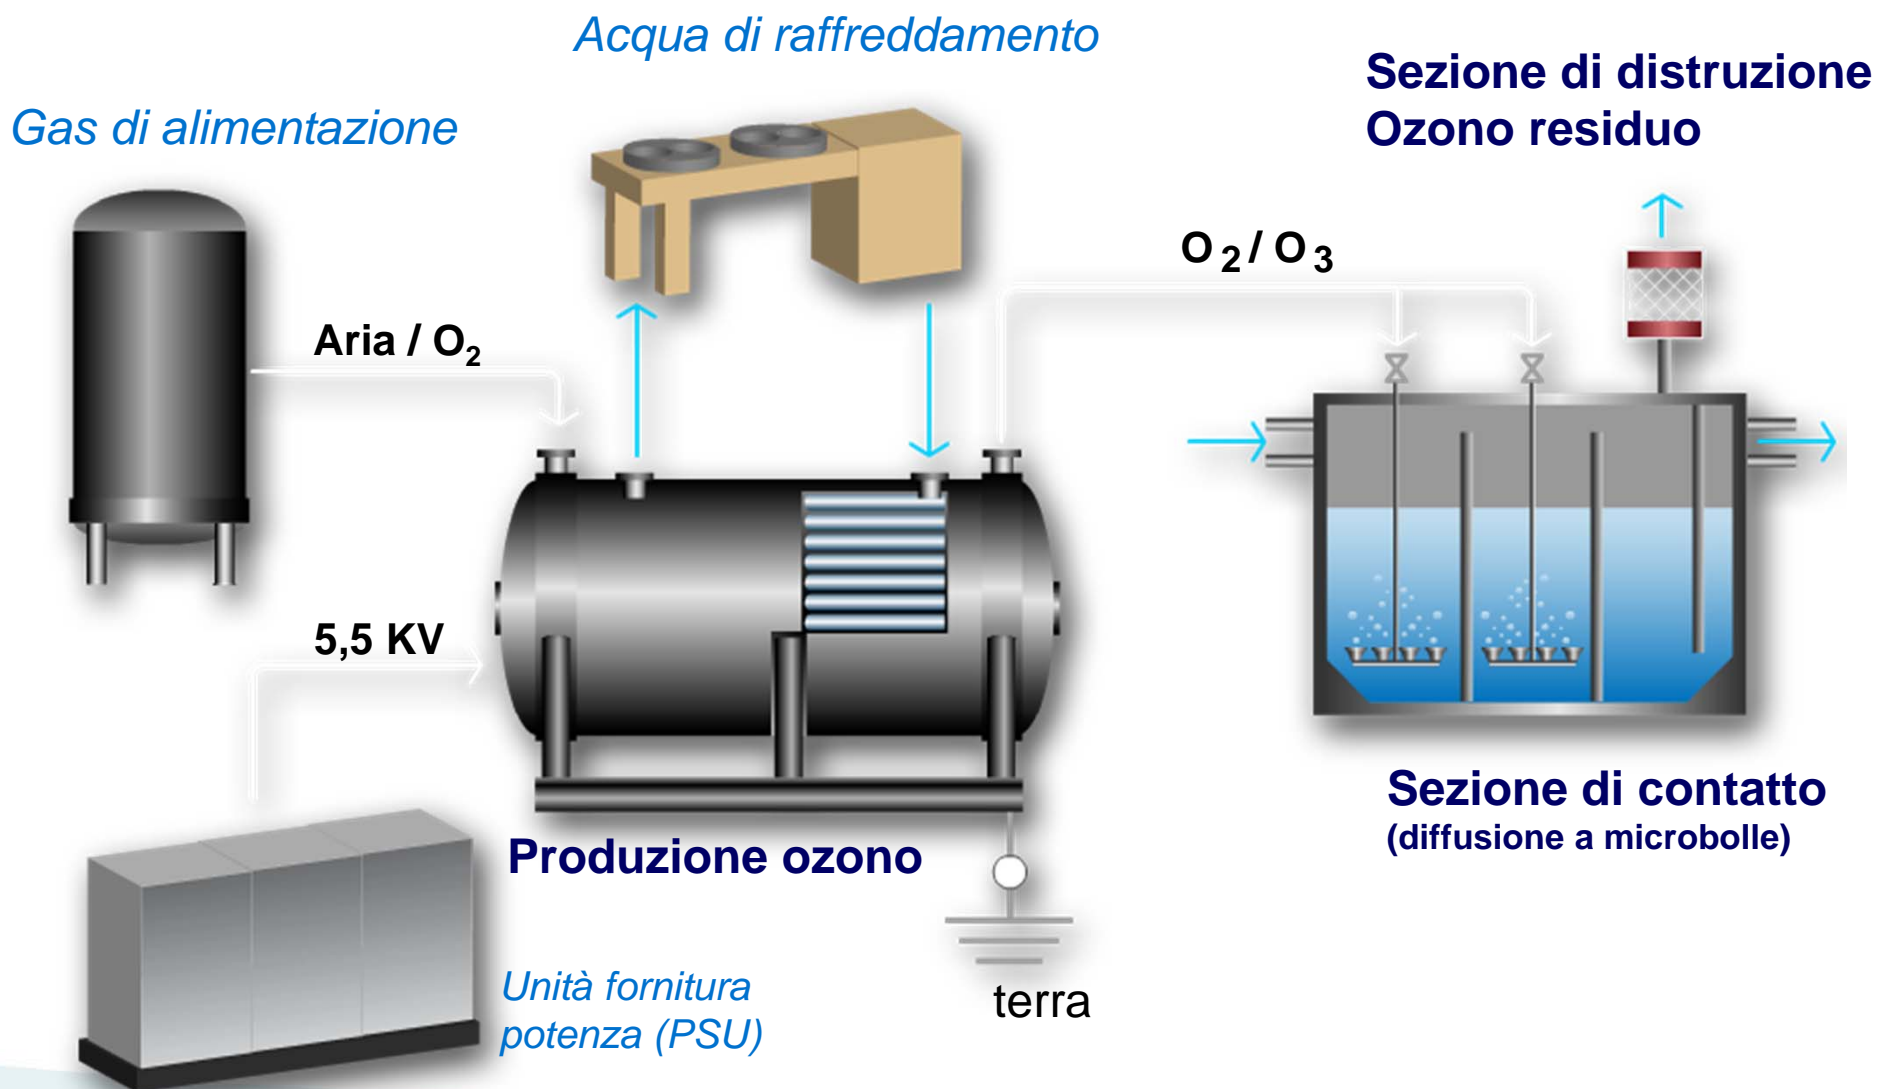 Acqua di raffreddamento
Gas di alimentazione
Sezione di distruzione
Ozono residuo
O2 / O3
Aria / O2
5,5 KV
Sezione di contatto
(diffusione a microbolle)
Produzione ozono
Unità fornitura
potenza (PSU)
terra